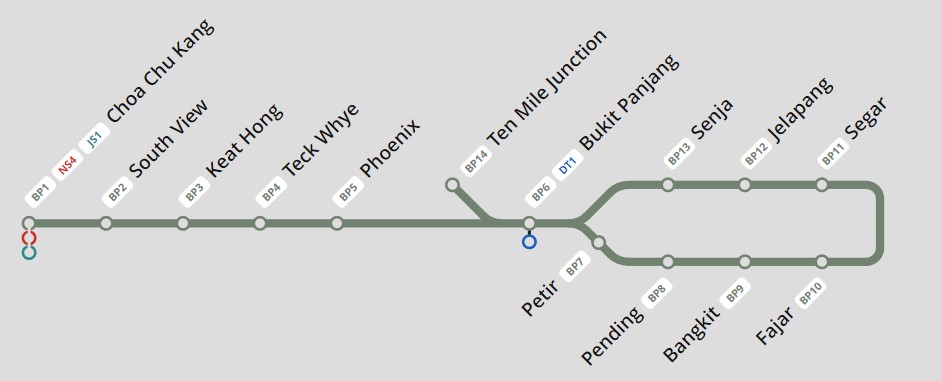 BP1 NS4 JS1 Choa Chu Kang
BP2 South View
BP3 Keat Hong
BP4 Teck Whye
BP5 Phoenix
BP14 Ten Mile Junction
BP6 DT1 Bukit Panjang
BP13 Senja
BP12 Jelapang
BP11 Segar
Petir BP7
Pending BP8
Bangkit BP9
Fajar BP10